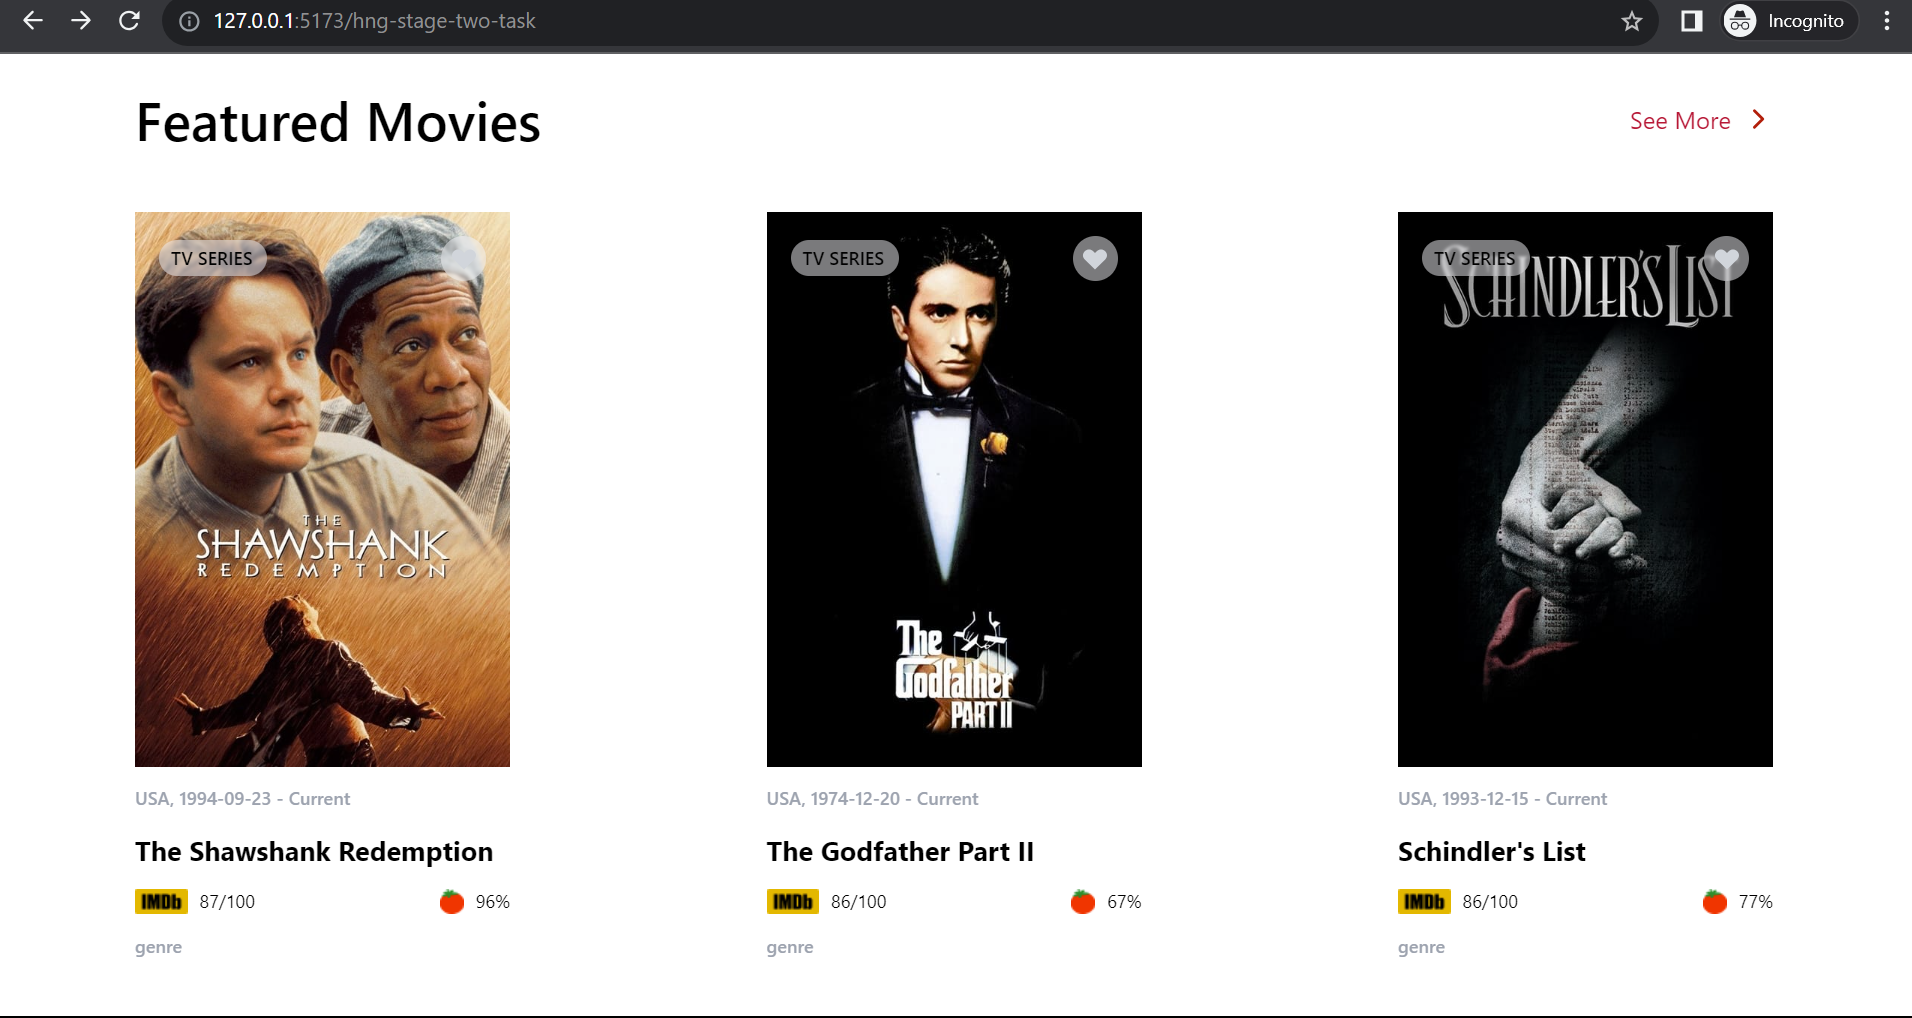 127.0.0.1:5173/hng-stage-two-task
Incognito
Featured Movies
See More
TV SERIES
THE
SHAWSHANK
REDEMPTION
USA, 1994-09-23 - Current
The Shawshank Redemption
IMDb 87/100 96%
genre
TV SERIES
The
Godfather
PART II
USA, 1974-12-20 - Current
The Godfather Part II
IMDb 86/100 67%
genre
TV SERIES
SCHINDLER'S LIST
USA, 1993-12-15 - Current
Schindler's List
IMDb 86/100 77%
genre